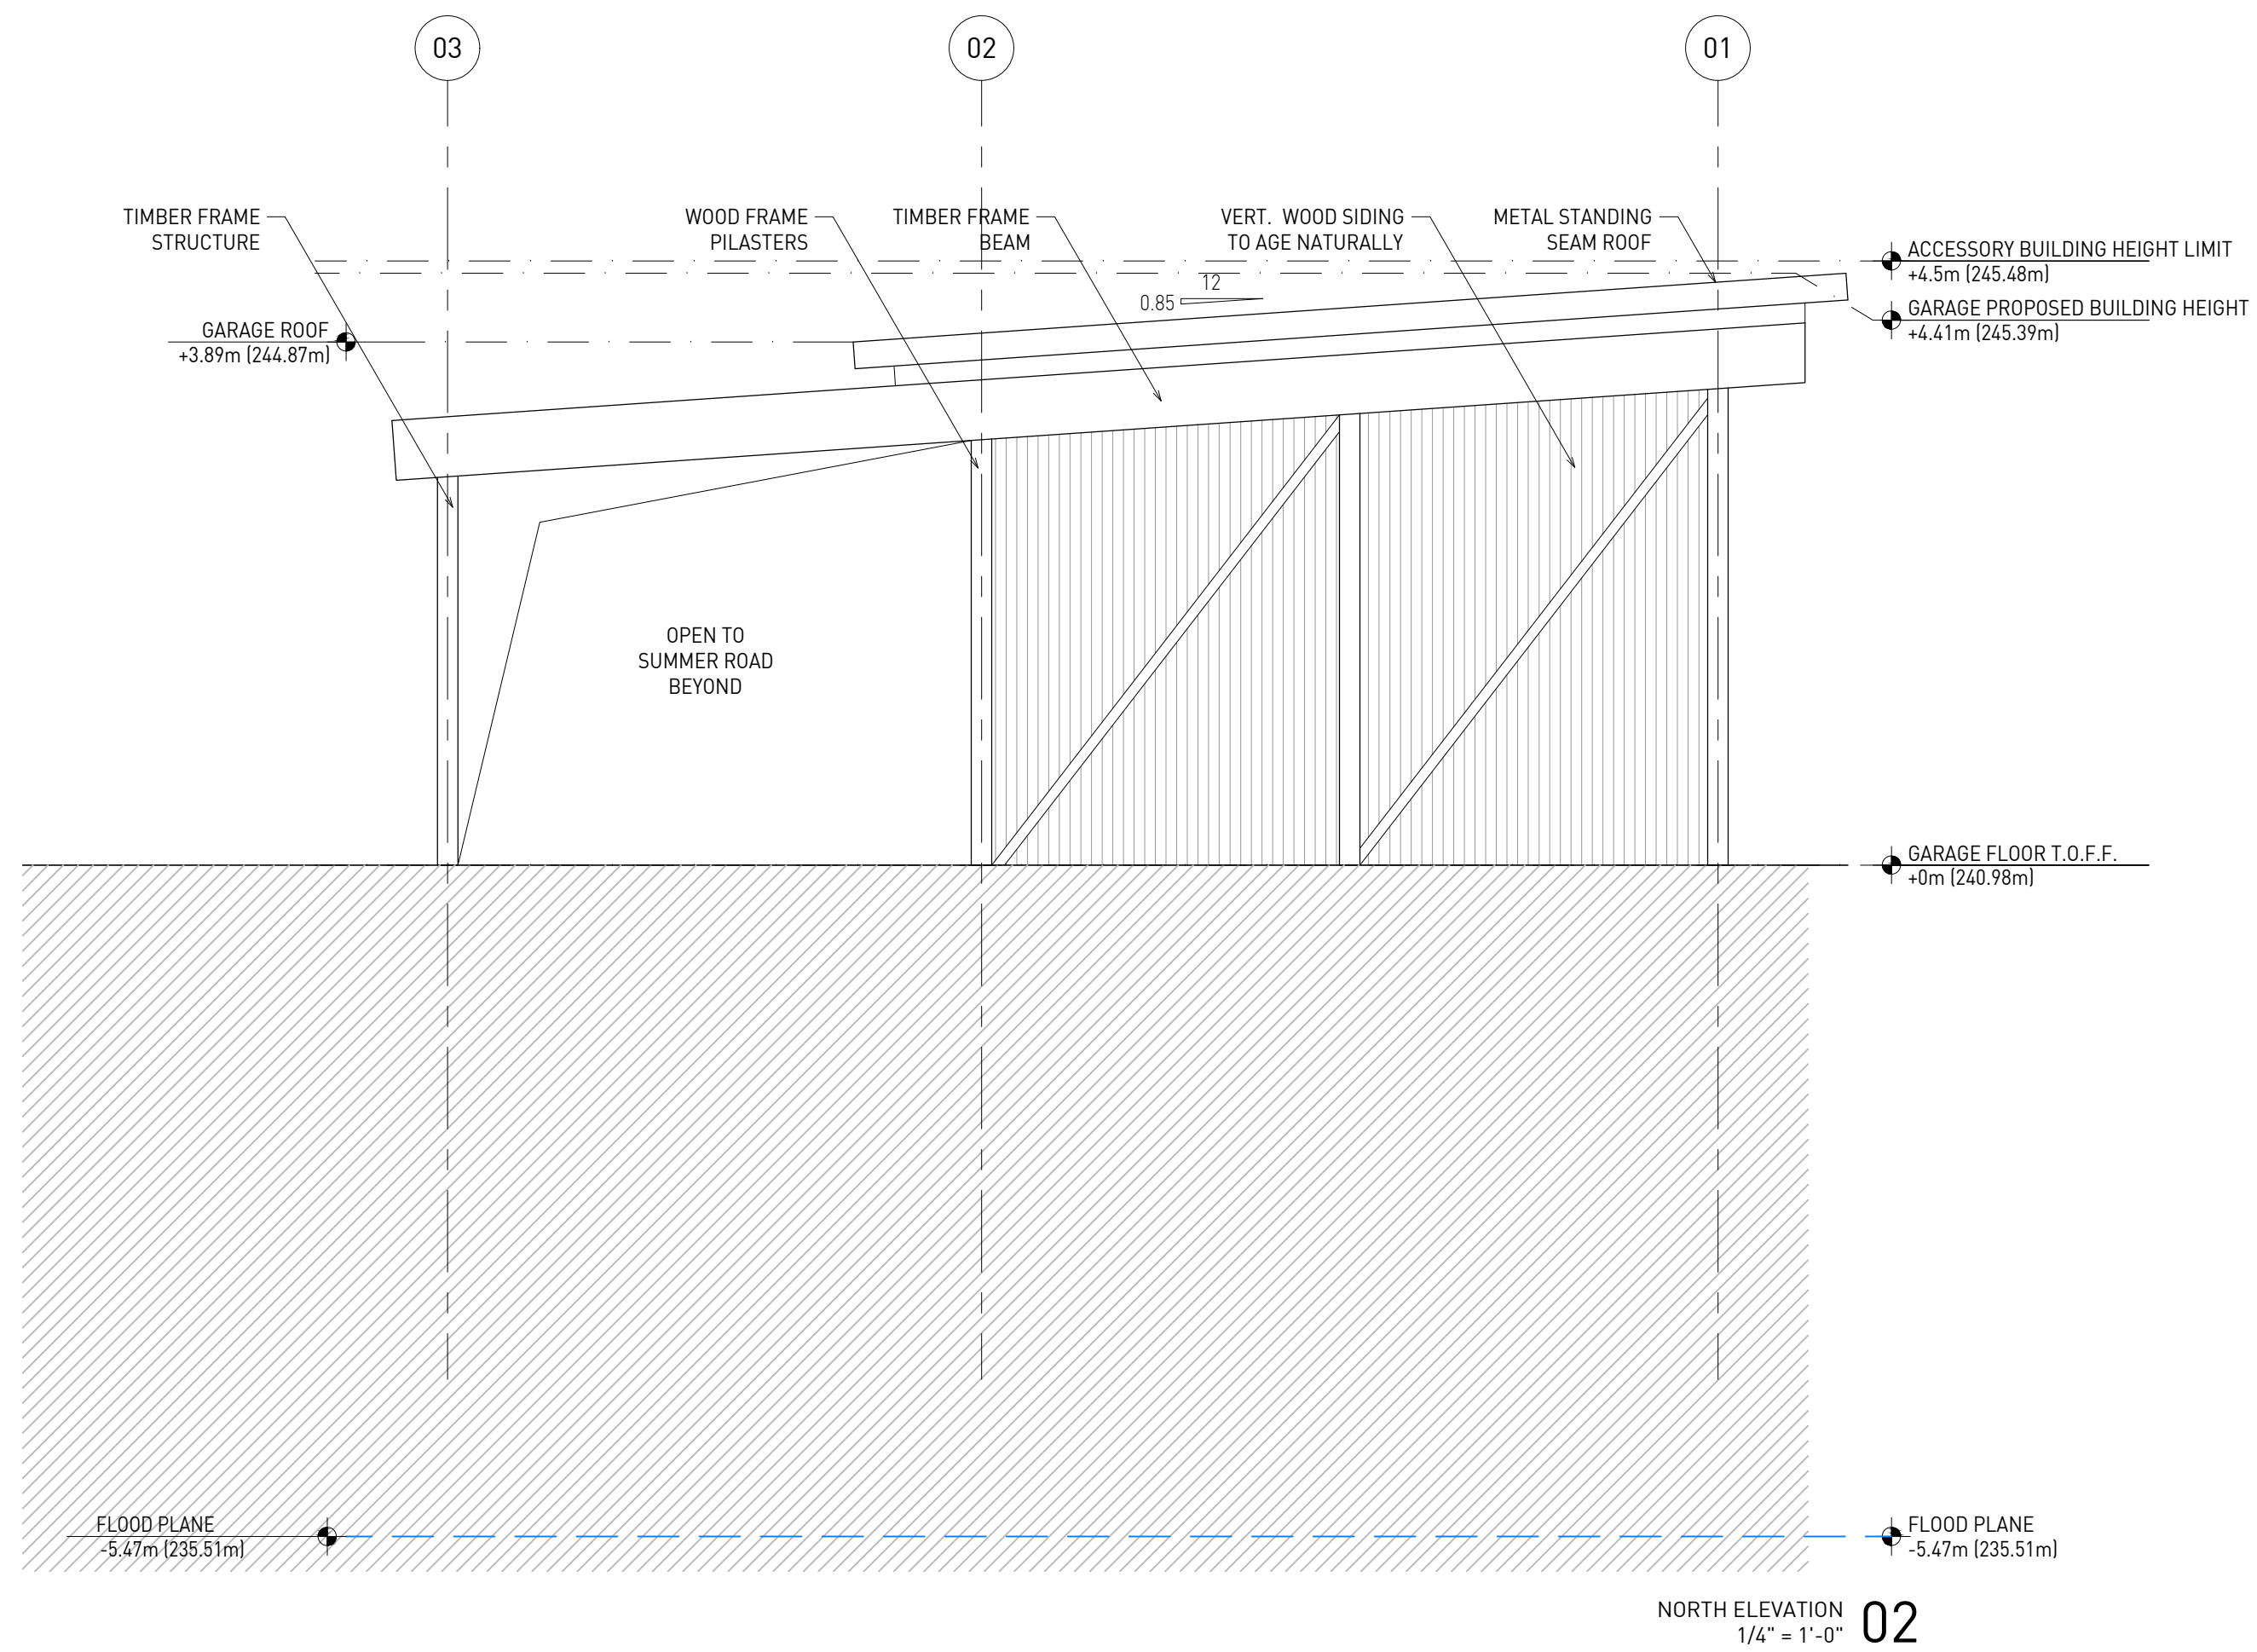 03
02
01
TIMBER FRAME
STRUCTURE
WOOD FRAME
PILASTERS
TIMBER FRAME
BEAM
VERT. WOOD SIDING
TO AGE NATURALLY
METAL STANDING
SEAM ROOF
ACCESSORY BUILDING HEIGHT LIMIT
+4.5m (245.48m)
12
0.85
GARAGE PROPOSED BUILDING HEIGHT
+4.41m (245.39m)
GARAGE ROOF
+3.89m (244.87m)
OPEN TO
SUMMER ROAD
BEYOND
GARAGE FLOOR T.O.F.F.
+0m (240.98m)
FLOOD PLANE
-5.47m (235.51m)
FLOOD PLANE
-5.47m (235.51m)
NORTH ELEVATION
1/4" = 1'-0"
02